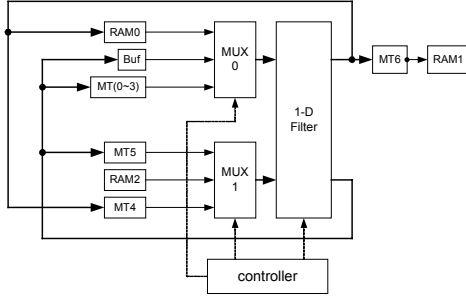 RAM0
Buf
MT(0~3)
MUX
0
1-D
Filter
MT6
RAM1
MT5
RAM2
MT4
MUX
1
controller